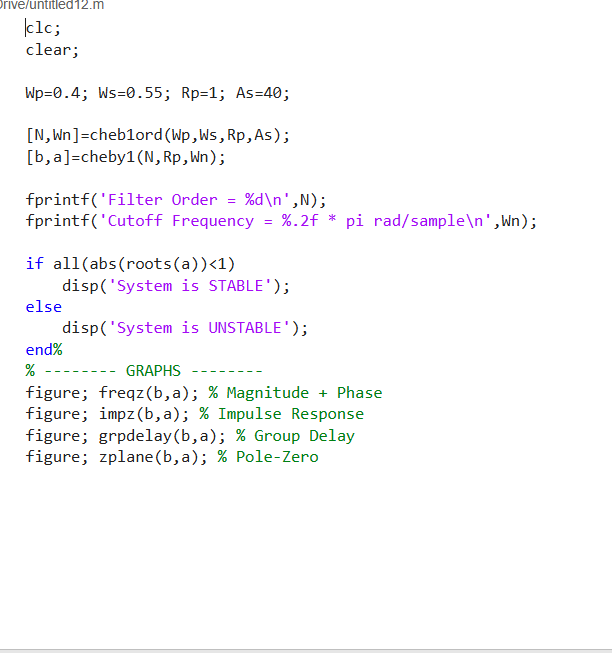 Drive/untitled12.m
clc;
clear;
Wp=0.4; Ws=0.55; Rp=1; As=40;
[N,Wn]=cheb1ord(Wp,Ws,Rp,As);
[b,a]=cheby1(N,Rp,Wn);
fprintf('Filter Order = %d\n',N);
fprintf('Cutoff Frequency = %.2f * pi rad/sample\n',Wn);
if all(abs(roots(a))<1)
    disp('System is STABLE');
else
    disp('System is UNSTABLE');
end%
% -------- GRAPHS --------
figure; freqz(b,a); % Magnitude + Phase
figure; impz(b,a); % Impulse Response
figure; grpdelay(b,a); % Group Delay
figure; zplane(b,a); % Pole-Zero